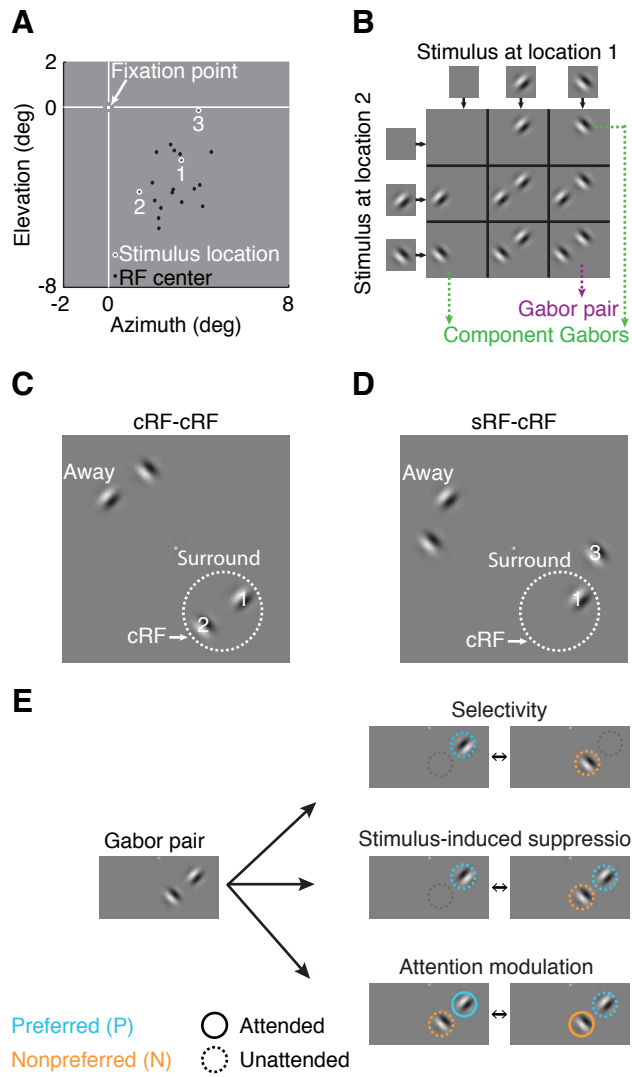 A
2
Fixation point
0
3
1
2
Stimulus location
RF center
-8
-2
0
8
Elevation (deg)
Azimuth (deg)
B
Stimulus at location 1
Stimulus at location 2
Gabor pair
Component Gabors
C
cRF-cRF
Away
Surround
1
2
cRF
D
sRF-cRF
Away
Surround
3
1
cRF
E
Selectivity
Gabor pair
Stimulus-induced suppressio
Attention modulation
Preferred (P)
Attended
Nonpreferred (N)
Unattended